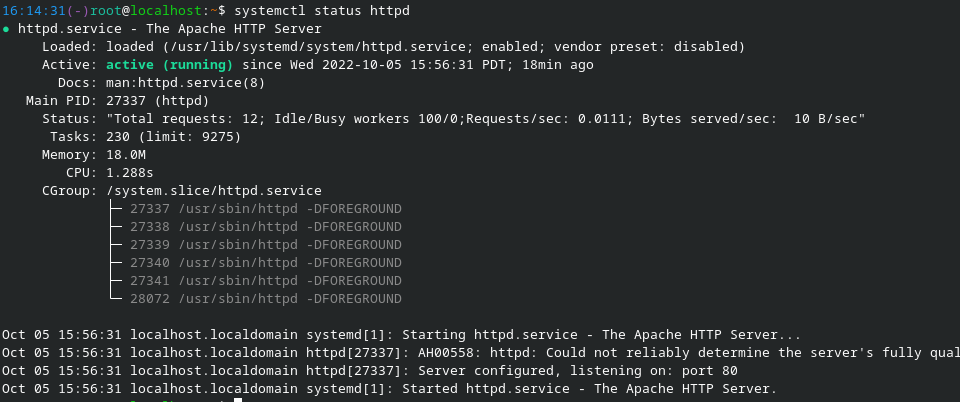 16:14:31(-)root@localhost:~$ systemctl status httpd
● httpd.service - The Apache HTTP Server
     Loaded: loaded (/usr/lib/systemd/system/httpd.service; enabled; vendor preset: disabled)
     Active: active (running) since Wed 2022-10-05 15:56:31 PDT; 18min ago
       Docs: man:httpd.service(8)
   Main PID: 27337 (httpd)
     Status: "Total requests: 12; Idle/Busy workers 100/0;Requests/sec: 0.0111; Bytes served/sec:  10 B/sec"
      Tasks: 230 (limit: 9275)
     Memory: 18.0M
        CPU: 1.288s
     CGroup: /system.slice/httpd.service
             ├─ 27337 /usr/sbin/httpd -DFOREGROUND
             ├─ 27338 /usr/sbin/httpd -DFOREGROUND
             ├─ 27339 /usr/sbin/httpd -DFOREGROUND
             ├─ 27340 /usr/sbin/httpd -DFOREGROUND
             ├─ 27341 /usr/sbin/httpd -DFOREGROUND
             └─ 28072 /usr/sbin/httpd -DFOREGROUND
Oct 05 15:56:31 localhost.localdomain systemd[1]: Starting httpd.service - The Apache HTTP Server...
Oct 05 15:56:31 localhost.localdomain httpd[27337]: AH00558: httpd: Could not reliably determine the server's fully qual
Oct 05 15:56:31 localhost.localdomain httpd[27337]: Server configured, listening on: port 80
Oct 05 15:56:31 localhost.localdomain systemd[1]: Started httpd.service - The Apache HTTP Server.